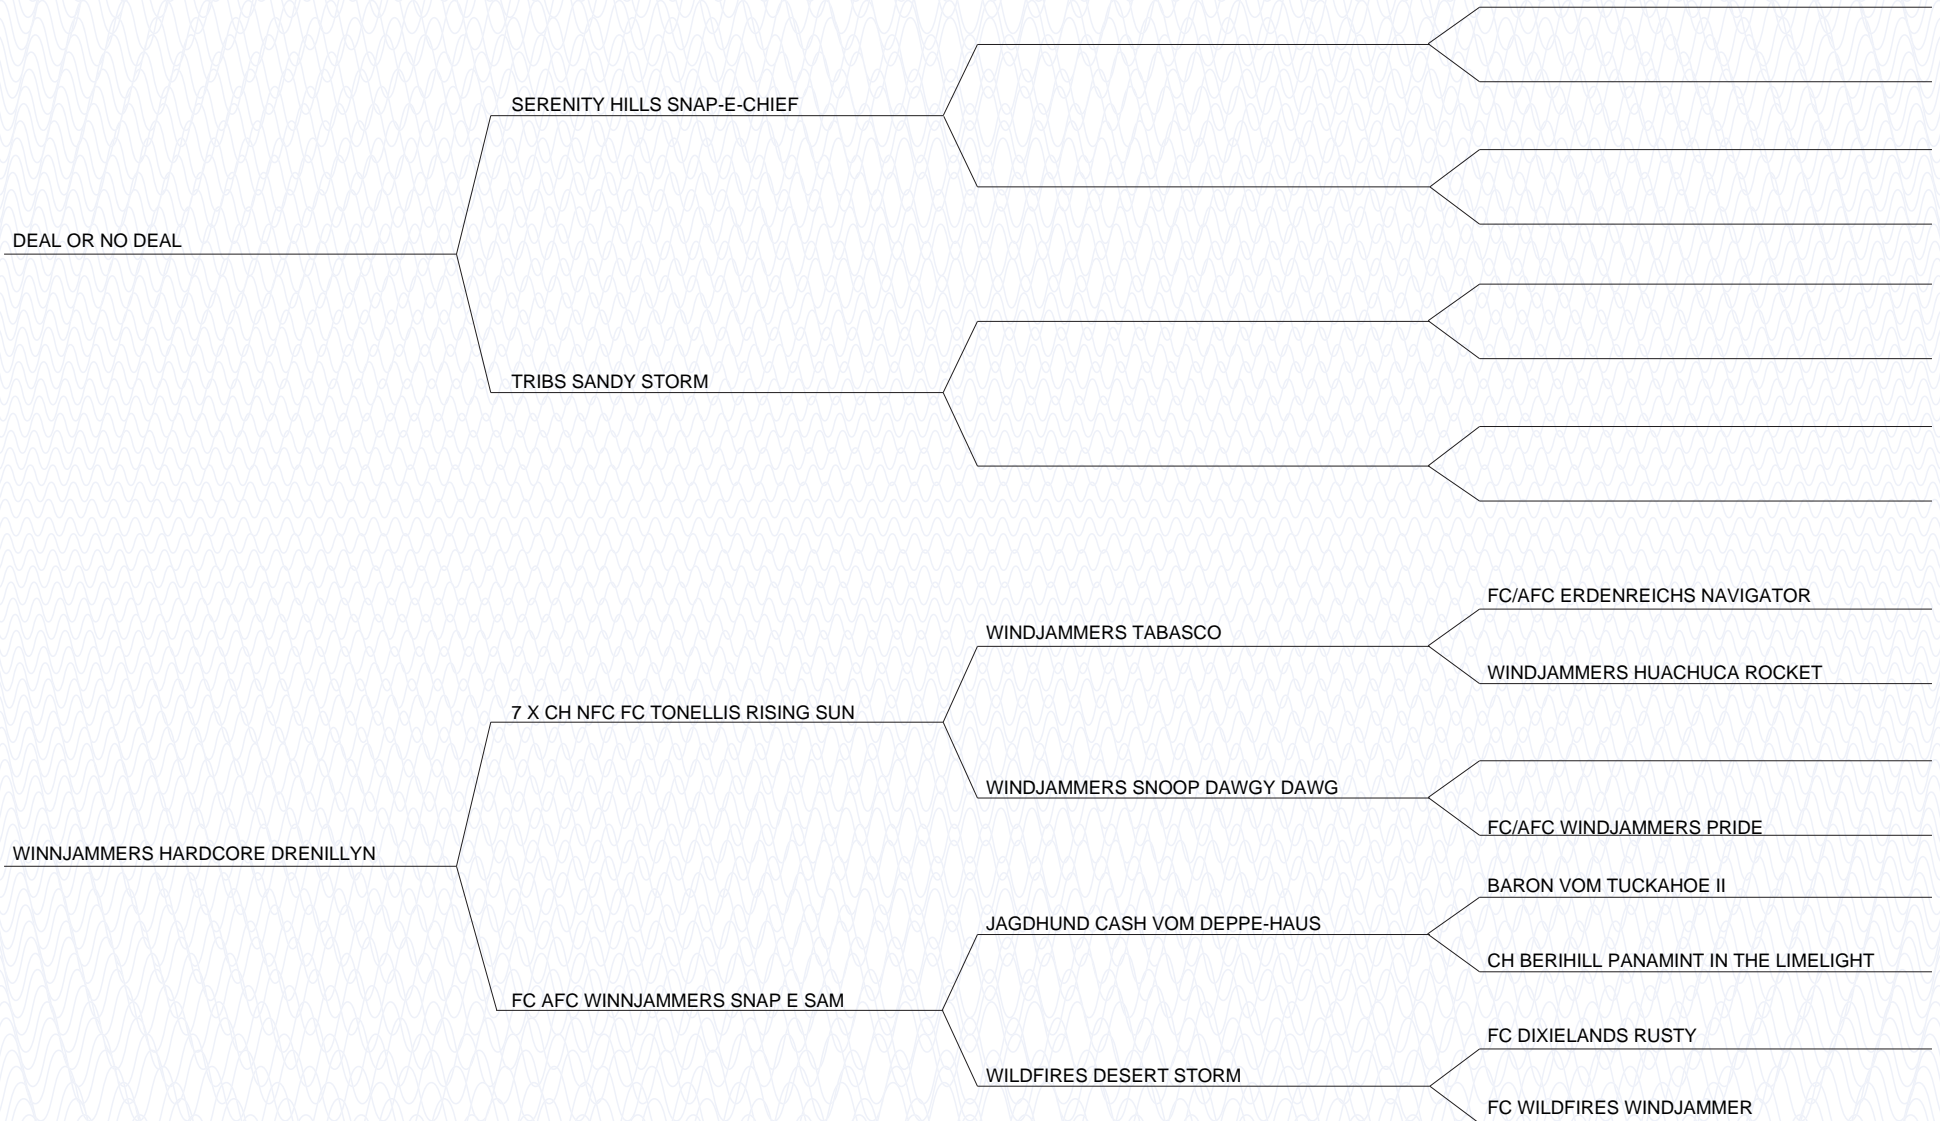 SERENITY HILLS SNAP-E-CHIEF
DEAL OR NO DEAL
TRIBS SANDY STORM
FC/AFC ERDENREICHS NAVIGATOR
WINDJAMMERS TABASCO
WINDJAMMERS HUACHUCA ROCKET
7 X CH NFC FC TONELLIS RISING SUN
WINDJAMMERS SNOOP DAWGY DAWG
FC/AFC WINDJAMMERS PRIDE
WINNJAMMERS HARDCORE DRENILLYN
BARON VOM TUCKAHOE II
JAGDHUND CASH VOM DEPPE-HAUS
CH BERIHILL PANAMINT IN THE LIMELIGHT
FC AFC WINNJAMMERS SNAP E SAM
FC DIXIELANDS RUSTY
WILDFIRES DESERT STORM
FC WILDFIRES WINDJAMMER